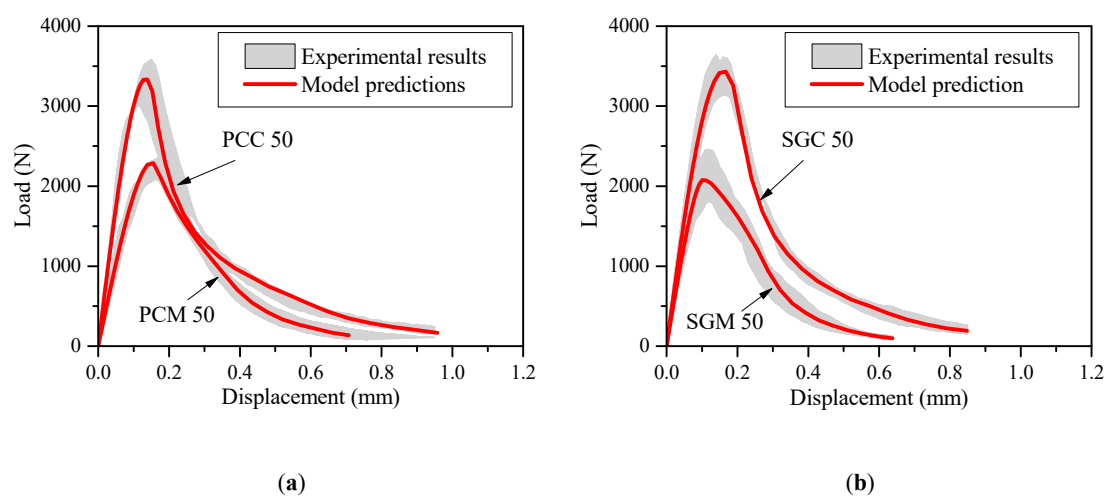 4000
3000
2000
1000
0
Load (N)
Experimental results
Model predictions
PCC 50
PCM 50
0.0 0.2 0.4 0.6 0.8 1.0 1.2
Displacement (mm)
(a)
4000
3000
2000
1000
0
Load (N)
Experimental results
Model prediction
SGC 50
SGM 50
0.0 0.2 0.4 0.6 0.8 1.0 1.2
Displacement (mm)
(b)